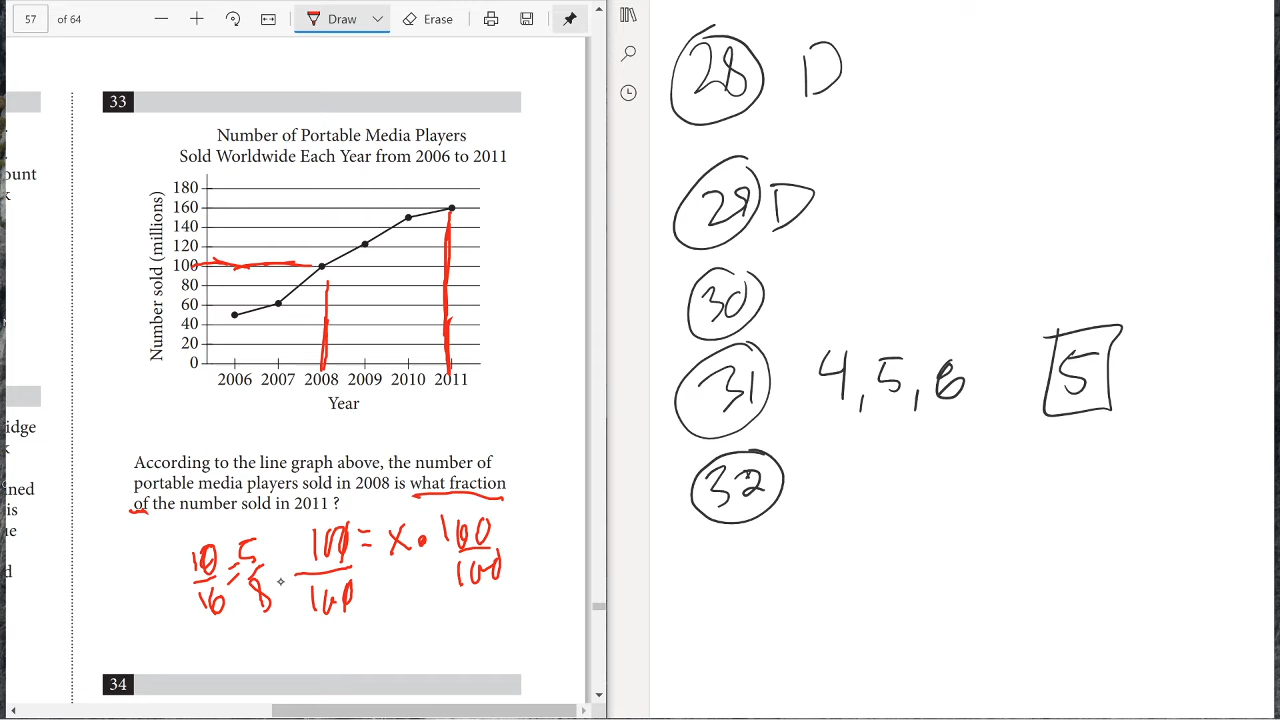 57 of 64 Draw Erase
ount
k
idge
k
ined
is
ue
d
33
Number of Portable Media Players
Sold Worldwide Each Year from 2006 to 2011
Number sold (millions)
180
160
140
120
100
80
60
40
20
0
2006 2007 2008 2009 2010 2011
Year
According to the line graph above, the number of
portable media players sold in 2008 is what fraction
of the number sold in 2011 ?
10/16 = 5/8 100/160 = x · 160/160
34
28 D
29 D
30
31 4, 5, 6 5
32